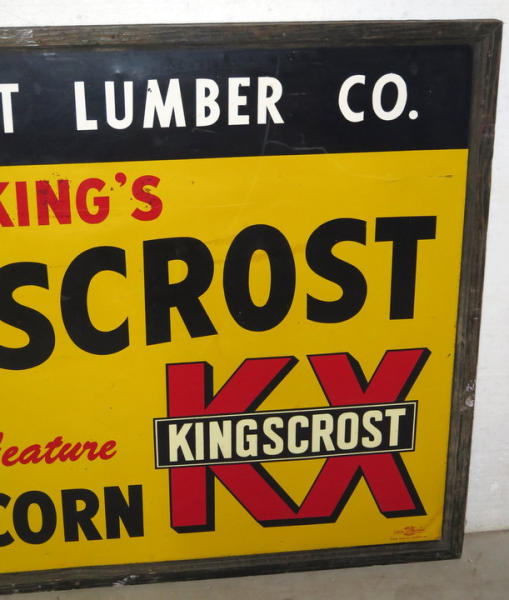 T LUMBER CO.
KING'S
SCROST
KX
KINGSCROST
feature
CORN